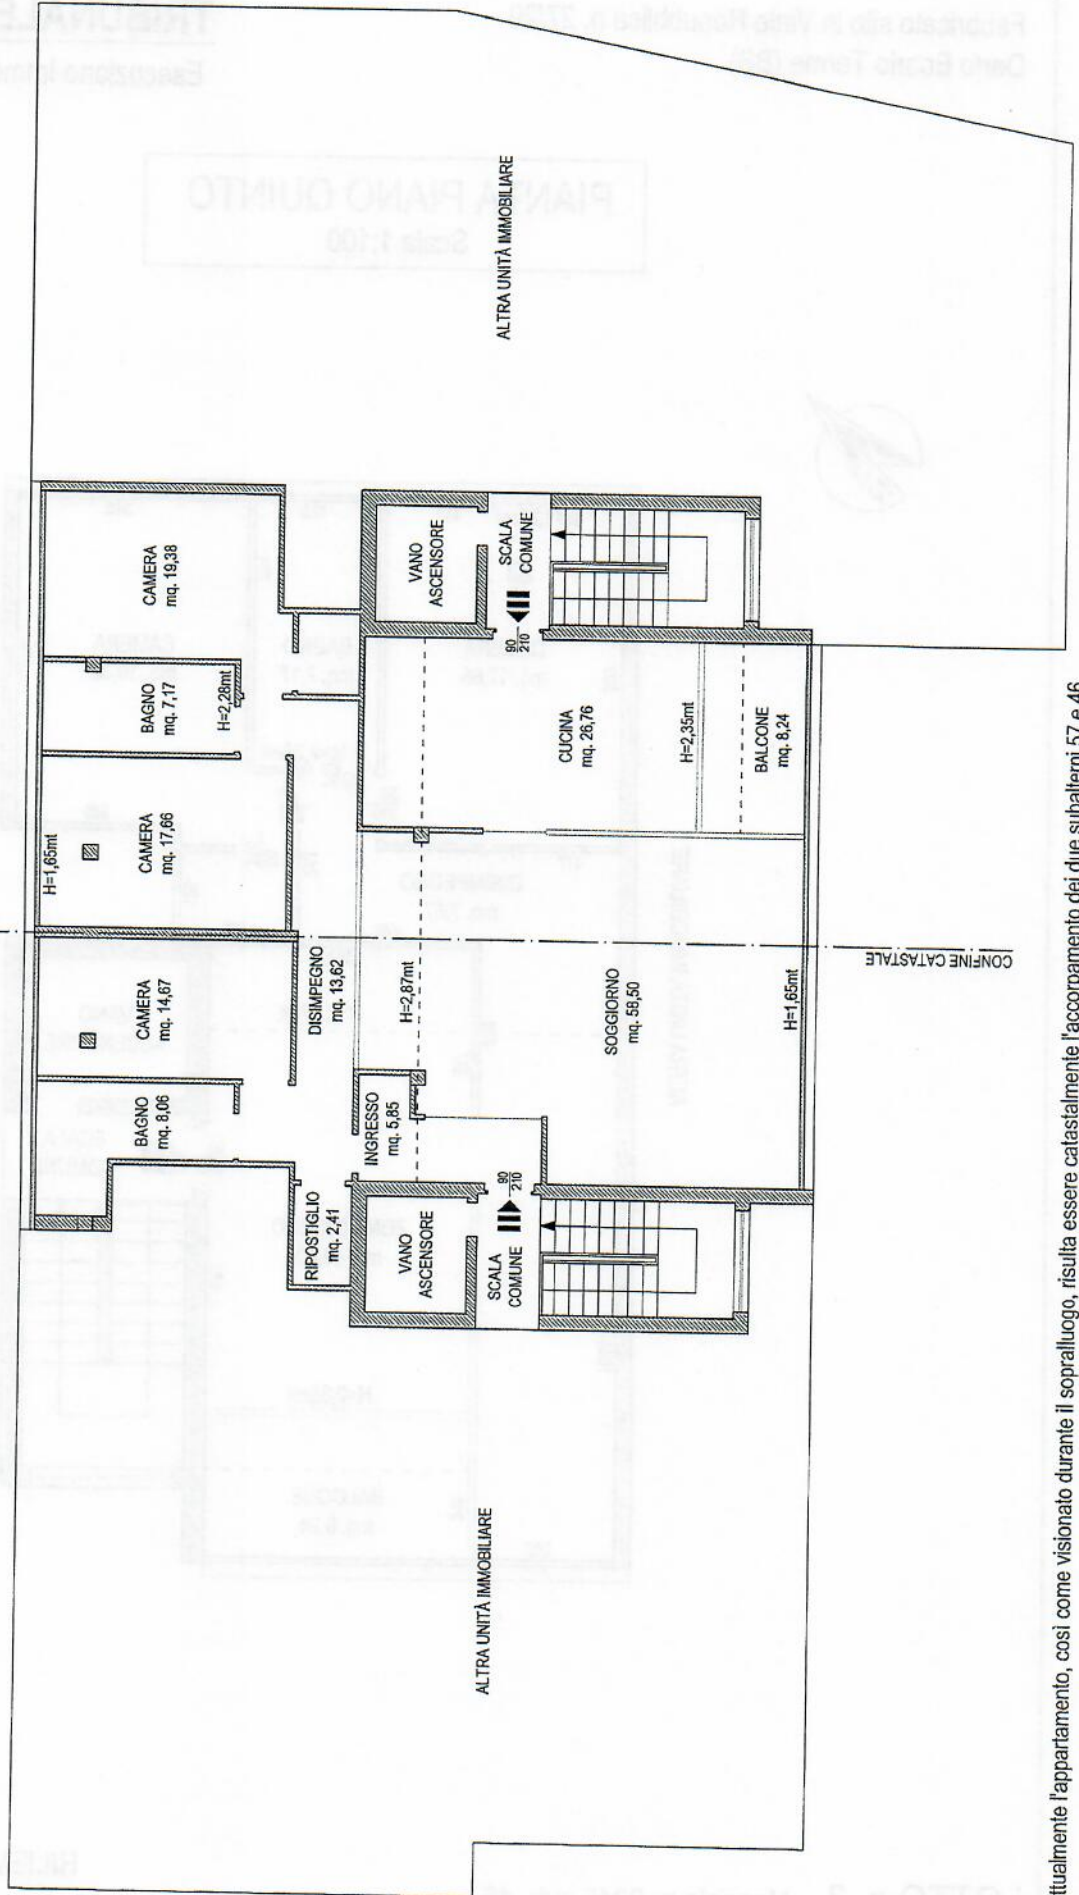 ALTRA UNITÀ IMMOBILIARE
CAMERA
mq. 19,38
BAGNO
mq. 7,17
H=2,28mt
CAMERA
mq. 17,66
H=1,65mt
CAMERA
mq. 14,67
BAGNO
mq. 8,06
DISIMPEGNO
mq. 13,62
RIPOSTIGLIO
mq. 2,41
INGRESSO
mq. 5,85
H=2,87mt
VANO
ASCENSORE
SCALA
COMUNE
90
210
CUCINA
mq. 26,76
H=2,35mt
BALCONE
mq. 8,24
SOGGIORNO
mq. 58,50
H=1,65mt
VANO
ASCENSORE
SCALA
COMUNE
90
210
CONFINE CATASTALE
ALTRA UNITÀ IMMOBILIARE
ttualmente l'appartamento, così come visionato durante il sopralluogo, risulta essere catastalmente l'accorpamento dei due subalterni 57 e 46
PIANTA PIANO QUINTO
Scala 1:100